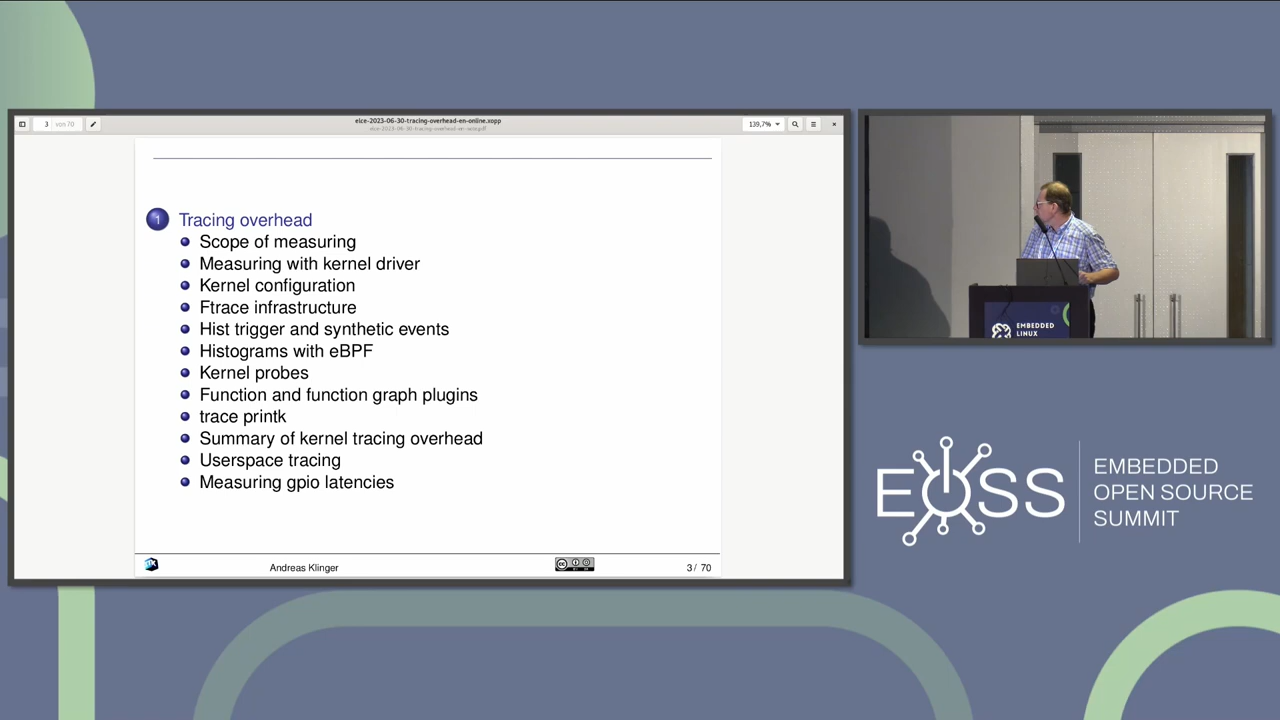 eice-2023-06-30-tracing-overhead-en-online.xopp
3 von 70
139,7%
1 Tracing overhead
Scope of measuring
Measuring with kernel driver
Kernel configuration
Ftrace infrastructure
Hist trigger and synthetic events
Histograms with eBPF
Kernel probes
Function and function graph plugins
trace printk
Summary of kernel tracing overhead
Userspace tracing
Measuring gpio latencies
Andreas Klinger
3 / 70
EMBEDDED
LINUX
EOSS
EMBEDDED
OPEN SOURCE
SUMMIT